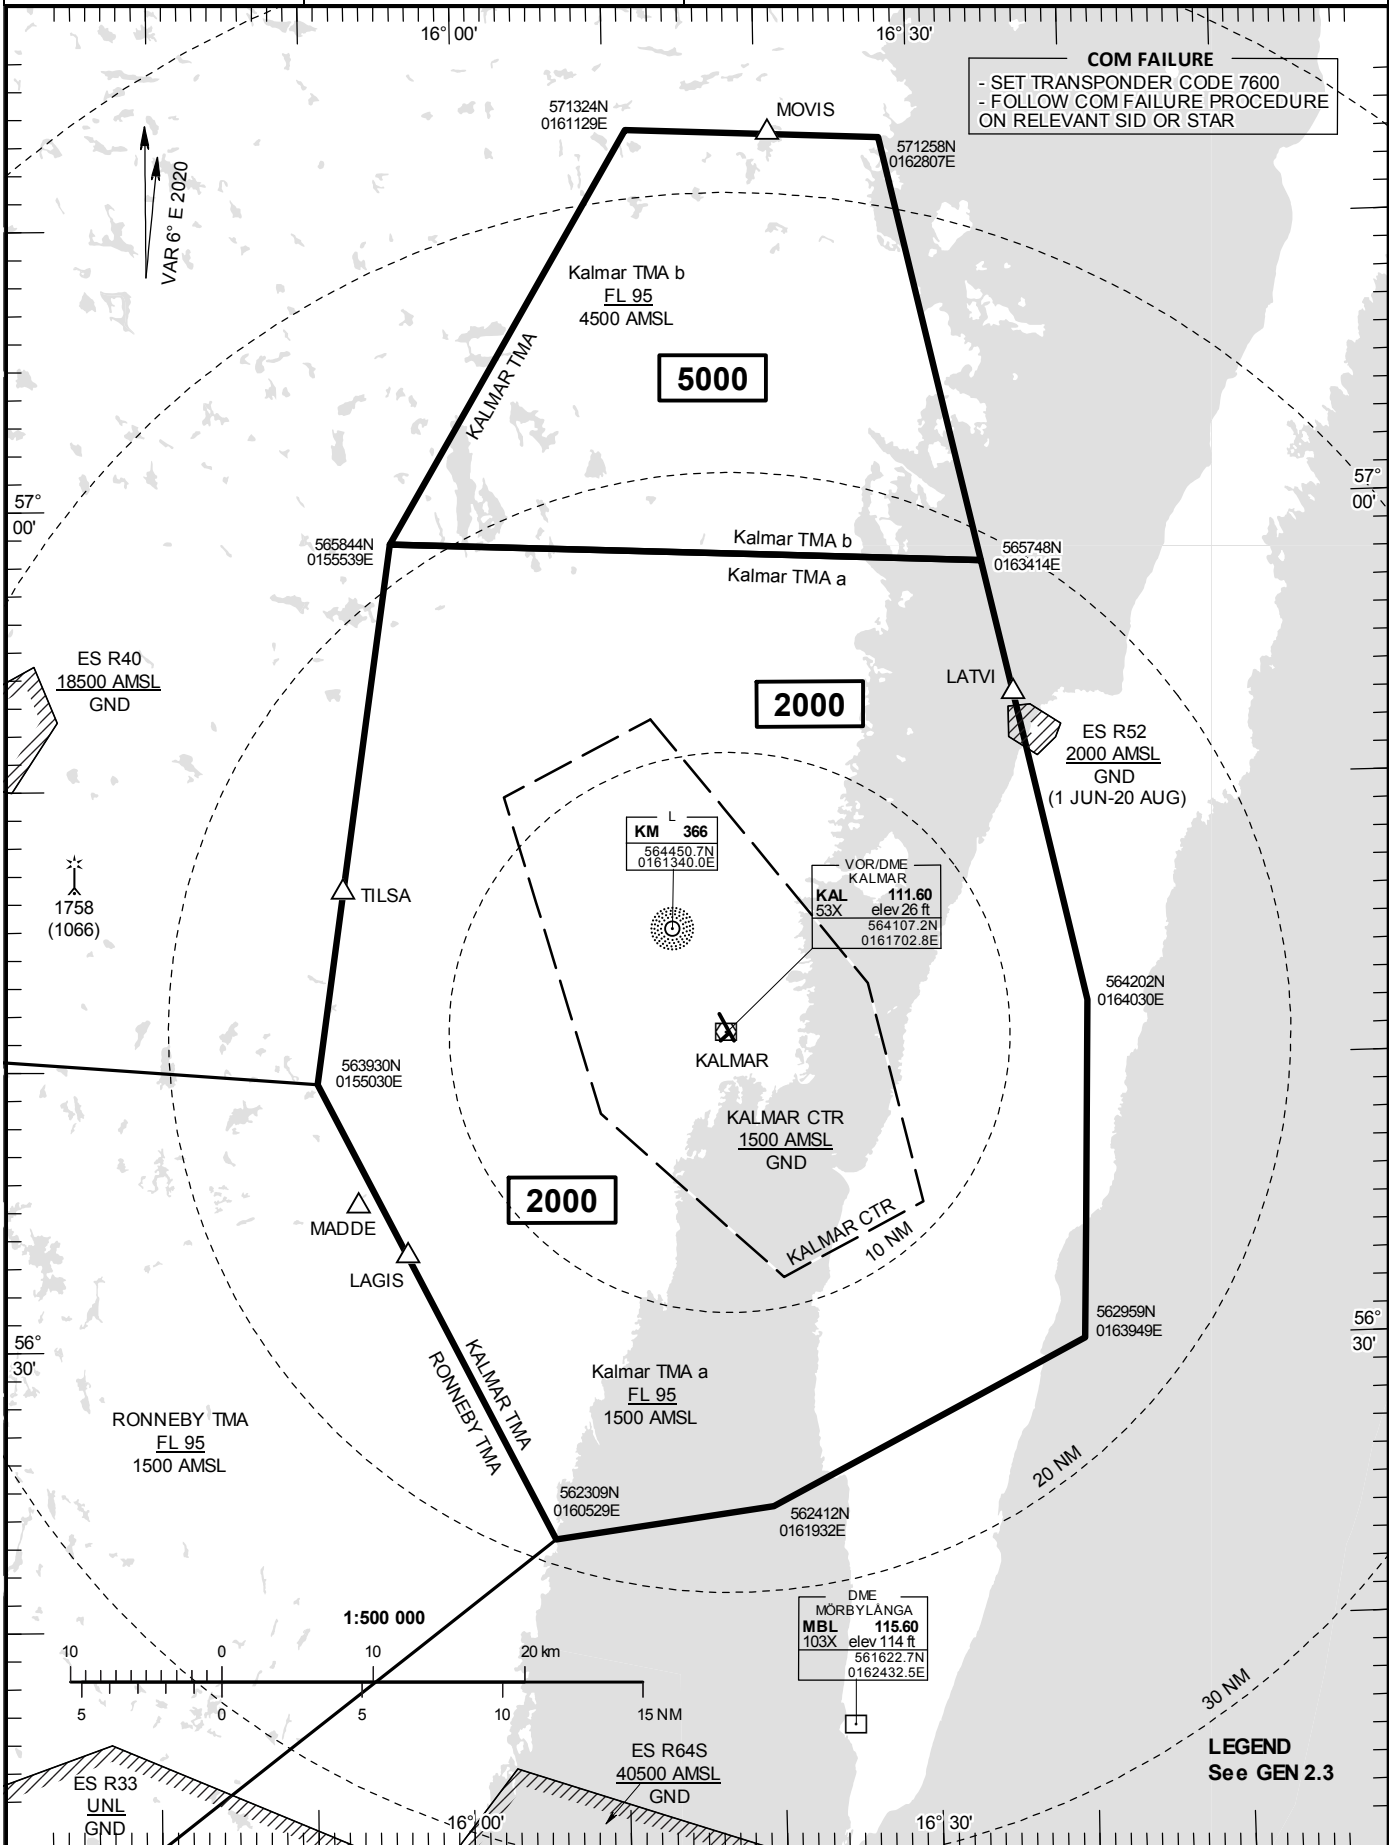 16° 00'
16° 30'
COM FAILURE
- SET TRANSPONDER CODE 7600
- FOLLOW COM FAILURE PROCEDURE
ON RELEVANT SID OR STAR
571324N
0161129E
MOVIS
571258N
0162807E
VAR 6° E 2020
Kalmar TMA b
FL 95
4500 AMSL
KALMAR TMA
5000
57°
00'
57°
00'
565844N
0155539E
Kalmar TMA b
Kalmar TMA a
565748N
0163414E
ES R40
18500 AMSL
GND
LATVI
2000
ES R52
2000 AMSL
GND
(1 JUN-20 AUG)
L
KM 366
564450.7N
0161340.0E
VOR/DME
KALMAR
KAL 111.60
53X elev 26 ft
564107.2N
0161702.8E
TILSA
1758
(1066)
564202N
0164030E
KALMAR
563930N
0155030E
KALMAR CTR
1500 AMSL
GND
2000
MADDE
LAGIS
KALMAR CTR
10 NM
562959N
0163949E
56°
30'
56°
30'
KALMAR TMA
RONNEBY TMA
Kalmar TMA a
FL 95
1500 AMSL
RONNEBY TMA
FL 95
1500 AMSL
20 NM
562309N
0160529E
562412N
0161932E
DME
MÖRBYLÅNGA
MBL 115.60
103X elev 114 ft
561622.7N
0162432.5E
1:500 000
10 0 10 20 km
5 0 5 10 15 NM
30 NM
LEGEND
See GEN 2.3
ES R33
UNL
GND
ES R64S
40500 AMSL
GND
16° 00'
16° 30'